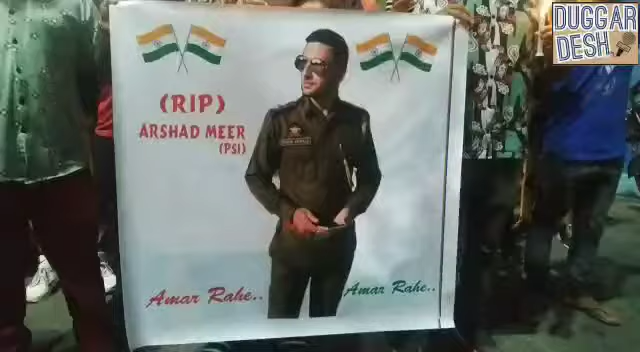 DUGGAR
DESH
(RIP)
ARSHAD MEER
(PSI)
Amar Rahe..
Amar Rahe..